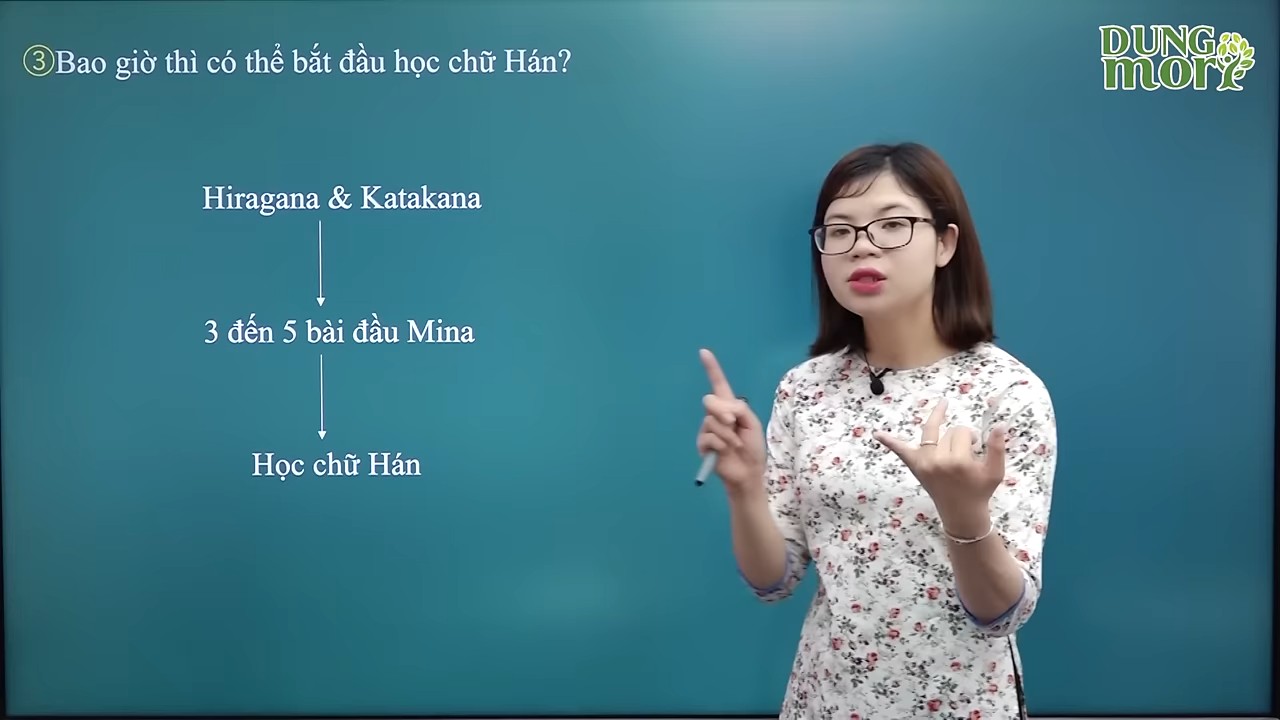 ③Bao giờ thì có thể bắt đầu học chữ Hán?
DUNG
mori
Hiragana & Katakana
3 đến 5 bài đầu Mina
Học chữ Hán